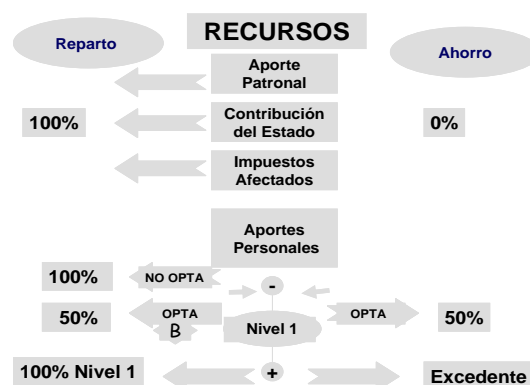 RECURSOS
Reparto
Ahorro
Aporte
Patronal
100%
Contribución
del Estado
0%
Impuestos
Afectados
Aportes
Personales
100%
NO OPTA
-
50%
OPTA
B
Nivel 1
OPTA
50%
100% Nivel 1
+
Excedente